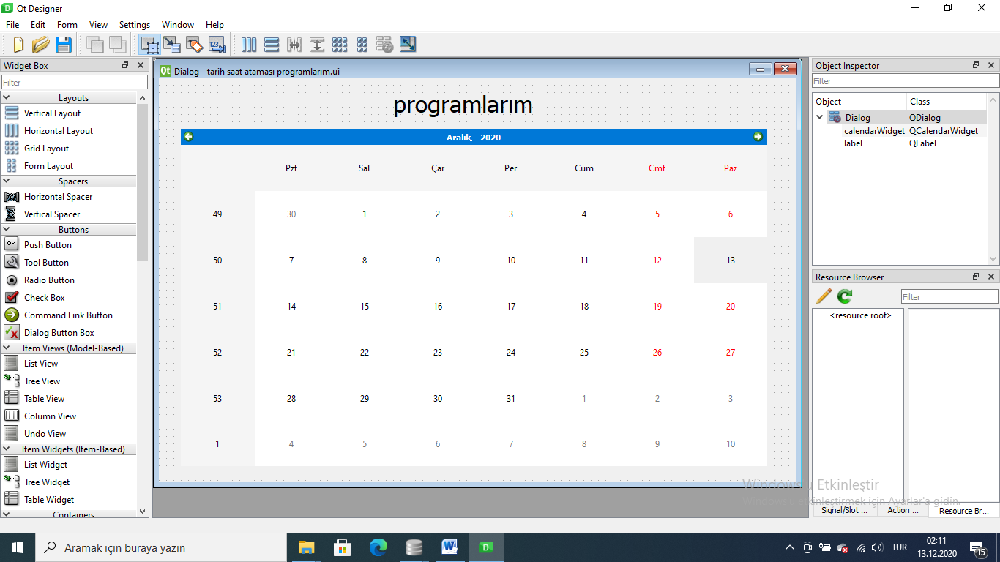 Qt Designer
File Edit Form View Settings Window Help
Widget Box
Filter
Layouts
Vertical Layout
Horizontal Layout
Grid Layout
Form Layout
Spacers
Horizontal Spacer
Vertical Spacer
Buttons
OK Push Button
Tool Button
Radio Button
Check Box
Command Link Button
Dialog Button Box
Item Views (Model-Based)
List View
Tree View
Table View
Column View
Undo View
Item Widgets (Item-Based)
List Widget
Tree Widget
Table Widget
Containers
Qt Dialog - tarih saat ataması programlarım.ui
programlarım
Aralık, 2020
Pzt Sal Çar Per Cum Cmt Paz
49 30 1 2 3 4 5 6
50 7 8 9 10 11 12 13
51 14 15 16 17 18 19 20
52 21 22 23 24 25 26 27
53 28 29 30 31 1 2 3
1 4 5 6 7 8 9 10
Object Inspector
Filter
Object Class
Dialog QDialog
calendarWidget QCalendarWidget
label QLabel
Resource Browser
Filter
<resource root>
Windows'u Etkinleştir
Windows'u etkinleştirmek için Ayarlar'a gidin.
Signal/Slot ... Action ... Resource Br...
Aramak için buraya yazın
TUR
02:11
13.12.2020
15